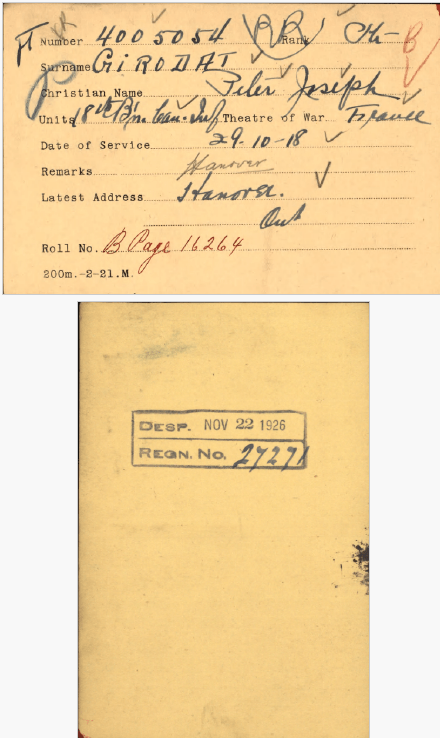 Number 4005054 Rank Pte B
Surname GIRODAT
Christian Name Peter Joseph
Units 18th Bn. Can. Inf Theatre of War France
Date of Service 29-10-18
Remarks Hanover
Latest Address Hanover.
Ont
Roll No. B Page 16264
200m.-2-21.M.
DESP. NOV 22 1926
REGN. No. 27271